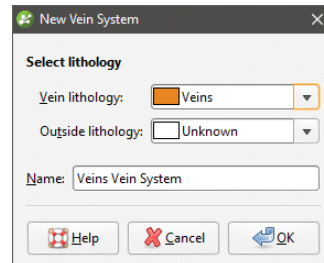 New Vein System
Select lithology
Vein lithology: Veins
Outside lithology: Unknown
Name: Veins Vein System
Help Cancel OK